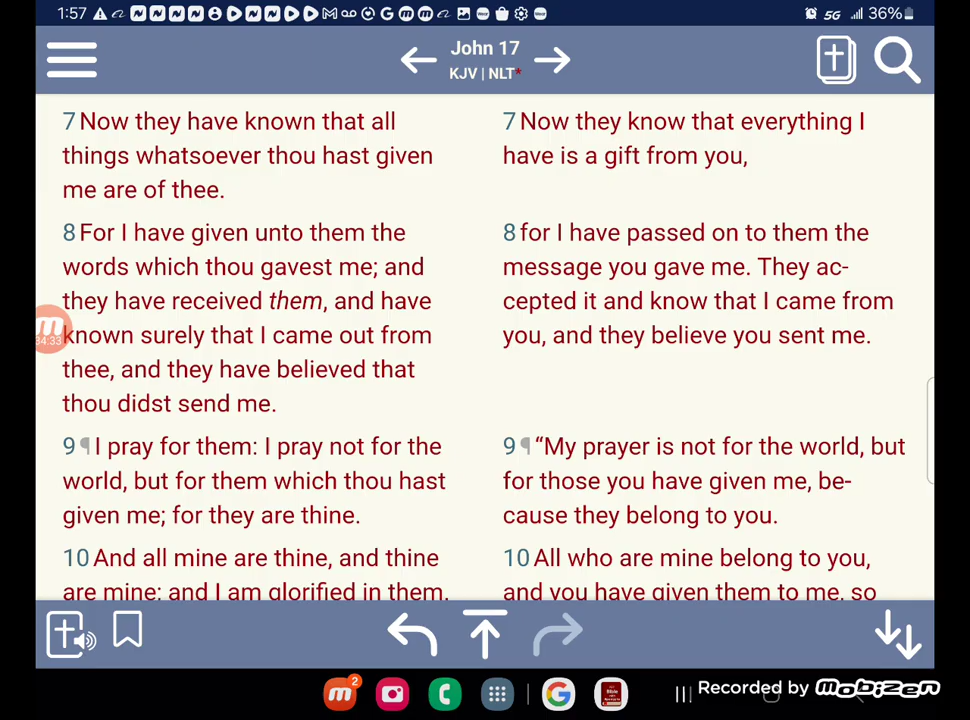 1:57
5G 36%
John 17
KJV | NLT*
7 Now they have known that all
things whatsoever thou hast given
me are of thee.
8 For I have given unto them the
words which thou gavest me; and
they have received them, and have
known surely that I came out from
thee, and they have believed that
thou didst send me.
9 ¶ I pray for them: I pray not for the
world, but for them which thou hast
given me; for they are thine.
10 And all mine are thine, and thine
are mine; and I am glorified in them.
7 Now they know that everything I
have is a gift from you,
8 for I have passed on to them the
message you gave me. They ac-
cepted it and know that I came from
you, and they believe you sent me.
9 ¶ “My prayer is not for the world, but
for those you have given me, be-
cause they belong to you.
10 All who are mine belong to you,
and you have given them to me, so
34:33
2
Recorded by mobizen